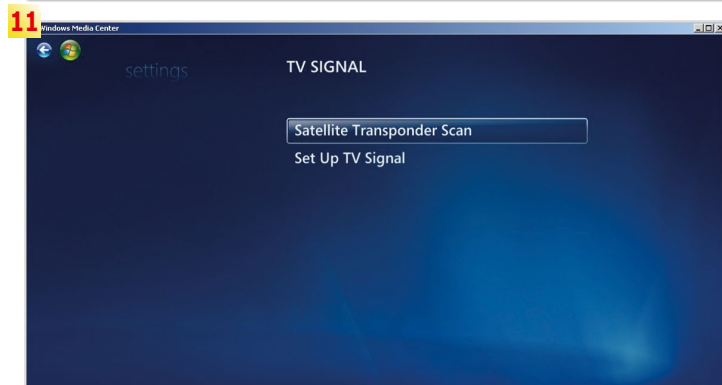 11
Windows Media Center
settings
TV SIGNAL
Satellite Transponder Scan
Set Up TV Signal